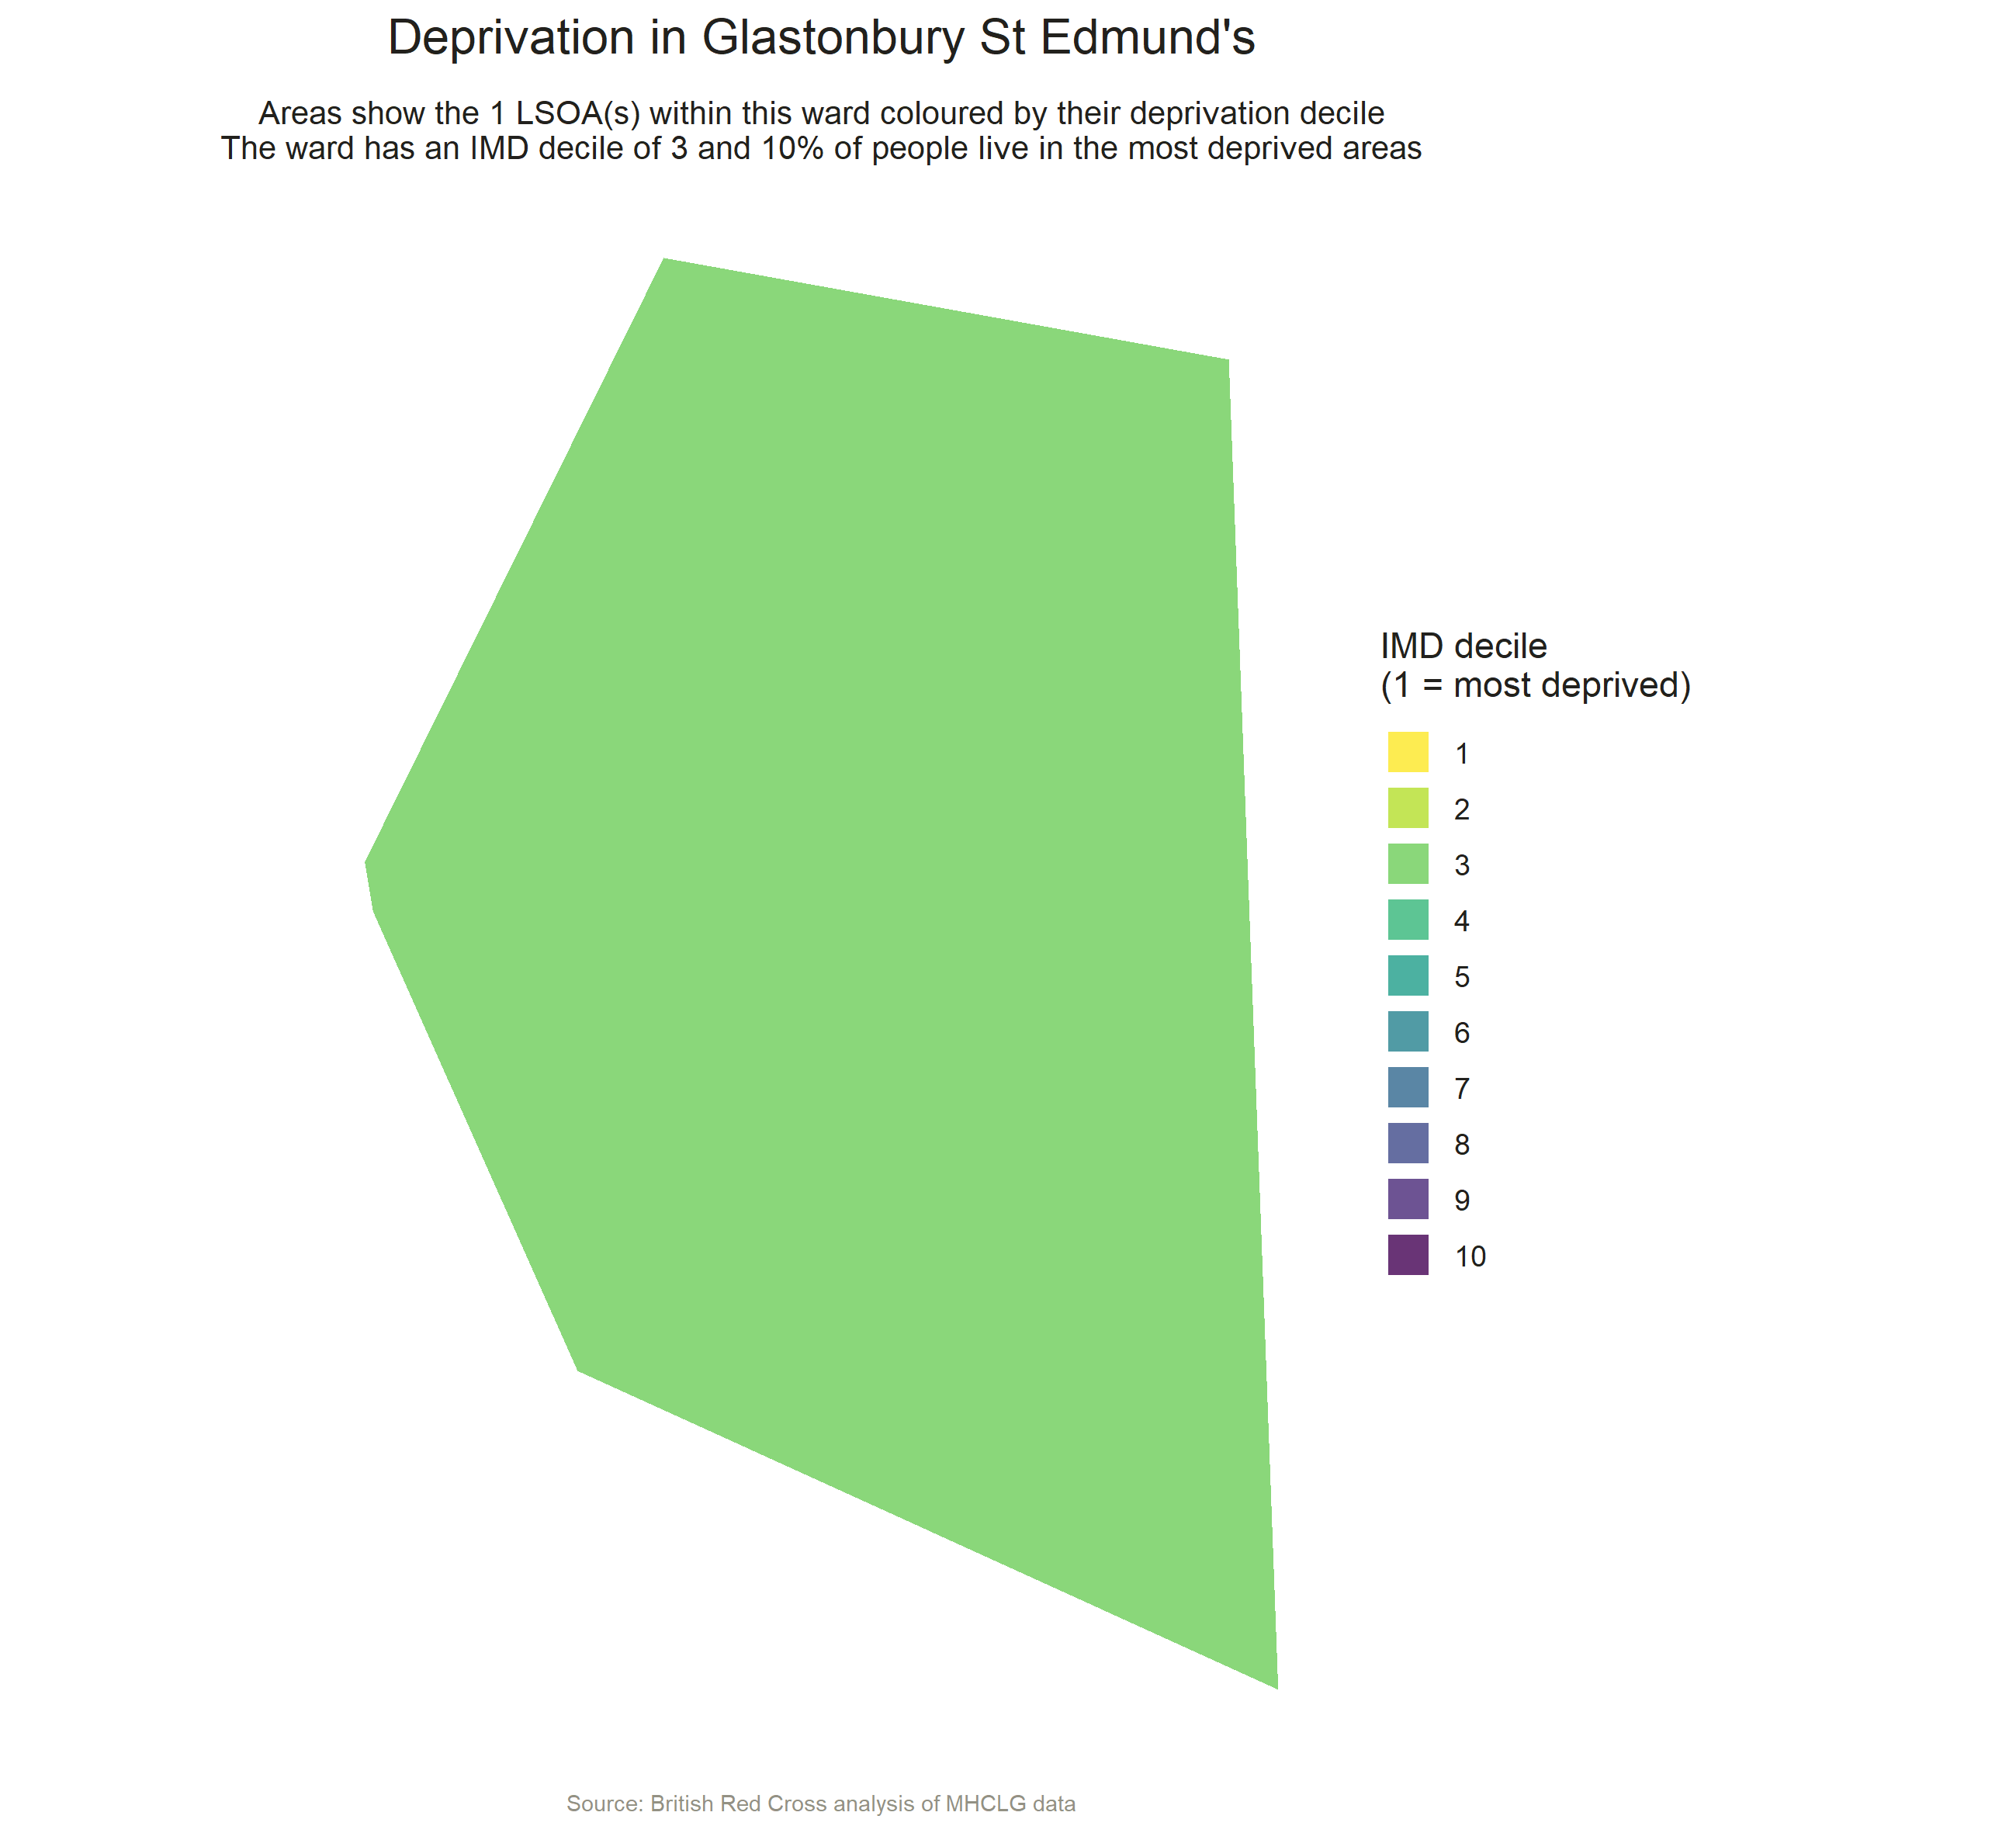 Deprivation in Glastonbury St Edmund's
Areas show the 1 LSOA(s) within this ward coloured by their deprivation decile
The ward has an IMD decile of 3 and 10% of people live in the most deprived areas
IMD decile
(1 = most deprived)
1
2
3
4
5
6
7
8
9
10
Source: British Red Cross analysis of MHCLG data